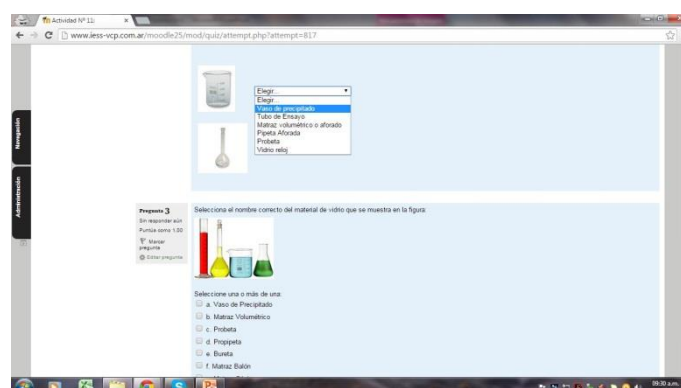 Actividad Nº 11:
www.iess-vcp.com.ar/moodle25/mod/quiz/attempt.php?attempt=817
Navegación
Administración
Elegir...
Elegir...
Vaso de precipitado
Tubo de Ensayo
Matraz volumétrico o aforado
Pipeta Aforada
Probeta
Vidrio reloj
Pregunta 3
Sin responder aún
Puntúa como 1,00
Marcar
pregunta
Editar pregunta
Selecciona el nombre correcto del material de vidrio que se muestra en la figura:
Seleccione una o más de una:
a. Vaso de Precipitado
b. Matraz Volumétrico
c. Probeta
d. Propipeta
e. Bureta
f. Matraz Balón
09:30 a.m.